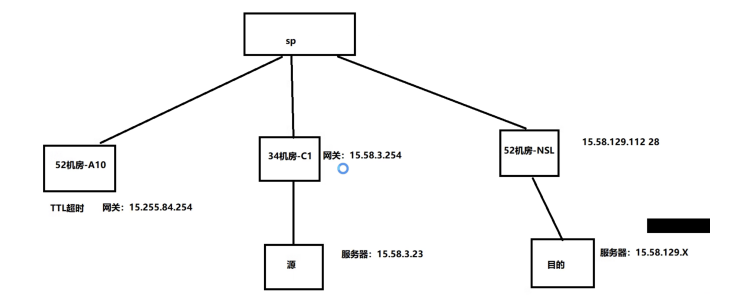 sp
52机房-A10
34机房-C1
网关：15.58.3.254
52机房-NSL
15.58.129.112 28
TTL超时
网关：15.255.84.254
源
服务器：15.58.3.23
目的
服务器：15.58.129.X